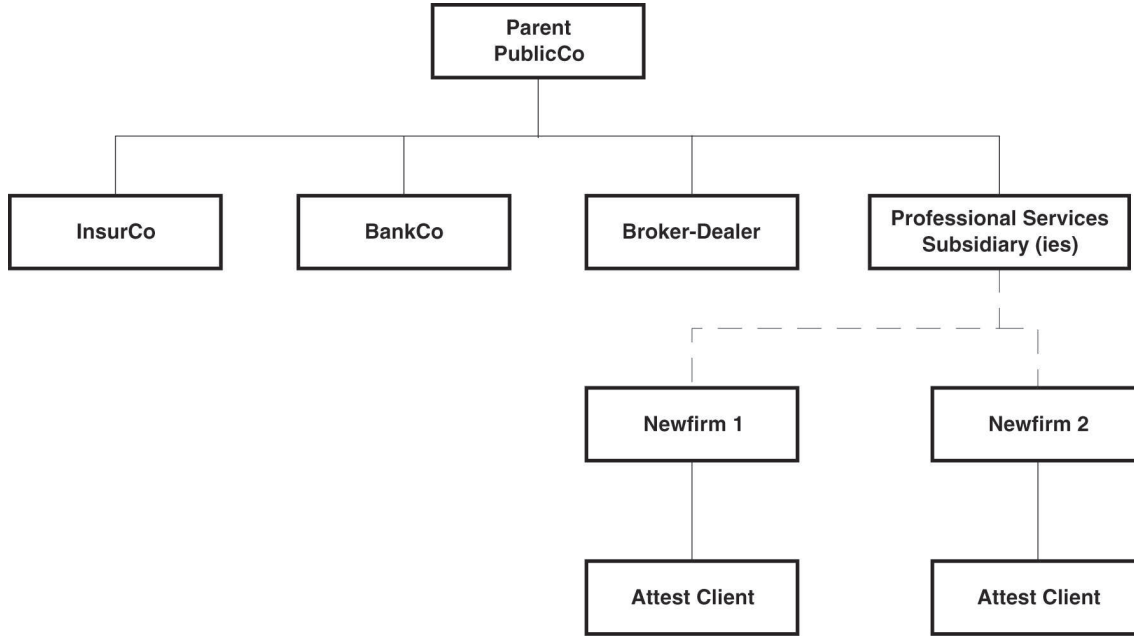 Parent
PublicCo
InsurCo
BankCo
Broker-Dealer
Professional Services
Subsidiary (ies)
Newfirm 1
Newfirm 2
Attest Client
Attest Client